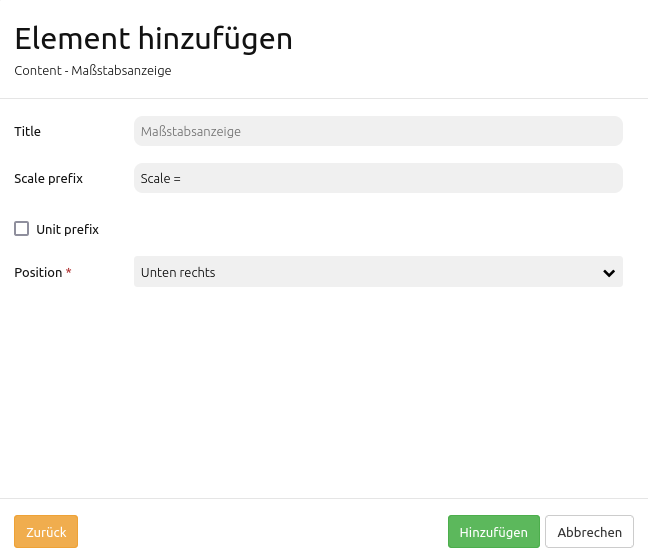 Element hinzufügen
Content - Maßstabsanzeige
Title
Maßstabsanzeige
Scale prefix
Scale =
Unit prefix
Position *
Unten rechts
Zurück
Hinzufügen
Abbrechen